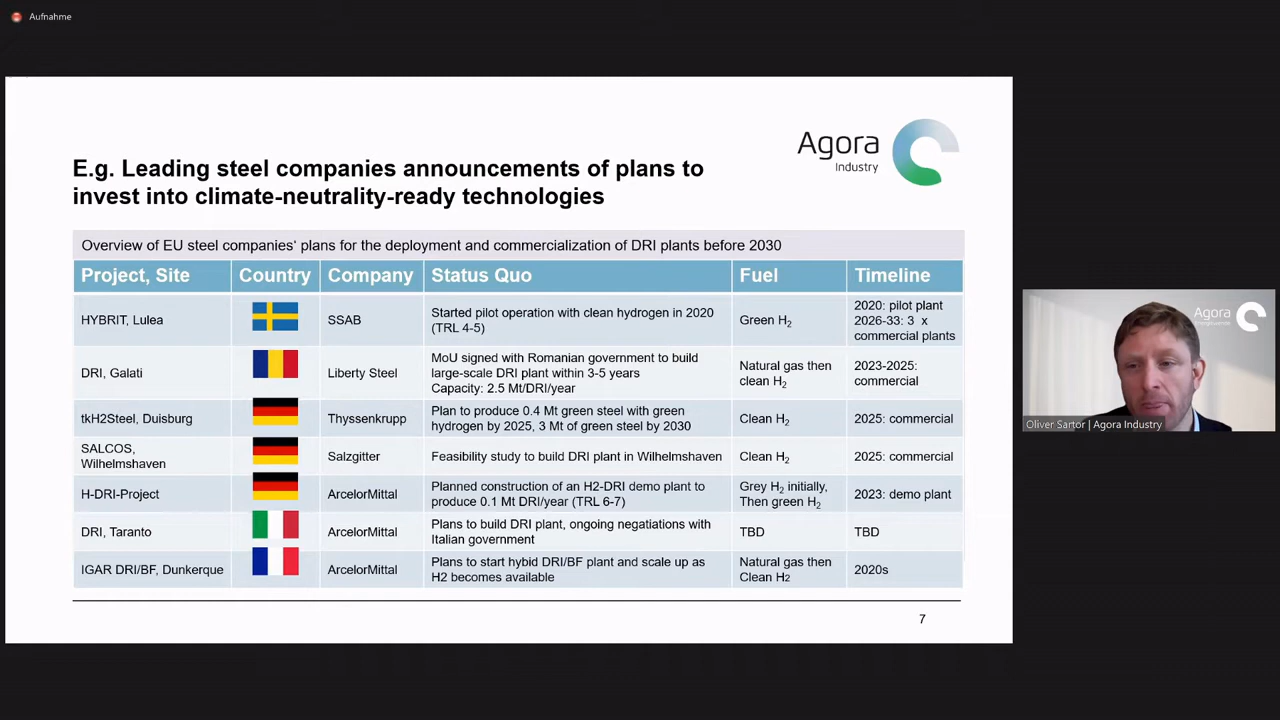 Aufnahme
Agora
Industry
E.g. Leading steel companies announcements of plans to
invest into climate-neutrality-ready technologies
Overview of EU steel companies‘ plans for the deployment and commercialization of DRI plants before 2030
Project, Site Country Company Status Quo Fuel Timeline
HYBRIT, Lulea
SSAB
Started pilot operation with clean hydrogen in 2020
(TRL 4-5)
Green H2
2020: pilot plant
2026-33: 3 x
commercial plants
DRI, Galati
Liberty Steel
MoU signed with Romanian government to build
large-scale DRI plant within 3-5 years
Capacity: 2.5 Mt/DRI/year
Natural gas then
clean H2
2023-2025:
commercial
tkH2Steel, Duisburg
Thyssenkrupp
Plan to produce 0.4 Mt green steel with green
hydrogen by 2025, 3 Mt of green steel by 2030
Clean H2
2025: commercial
SALCOS,
Wilhelmshaven
Salzgitter
Feasibility study to build DRI plant in Wilhelmshaven
Clean H2
2025: commercial
H-DRI-Project
ArcelorMittal
Planned construction of an H2-DRI demo plant to
produce 0.1 Mt DRI/year (TRL 6-7)
Grey H2 initially,
Then green H2
2023: demo plant
DRI, Taranto
ArcelorMittal
Plans to build DRI plant, ongoing negatiations with
Italian government
TBD
TBD
IGAR DRI/BF, Dunkerque
ArcelorMittal
Plans to start hybid DRI/BF plant and scale up as
H2 becomes available
Natural gas then
Clean H2
2020s
7
Agora
Oliver Sartor | Agora Industry